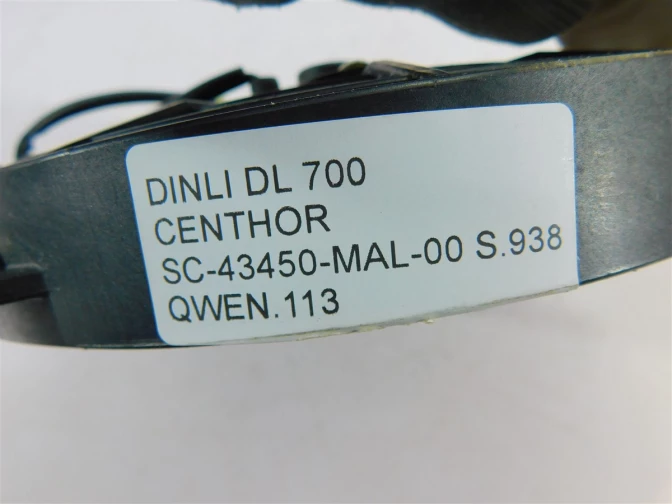 DINLI DL 700
CENTHOR
SC-43450-MAL-00 S.938
QWEN.113